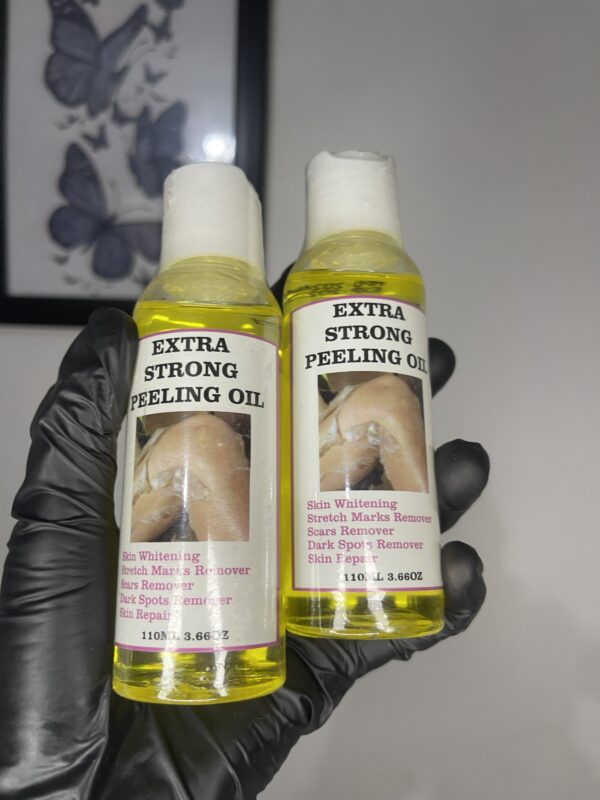 EXTRA
STRONG
PEELING OIL
Skin Whitening
Stretch Marks Remover
Scars Remover
Dark Spots Remover
Skin Repair
110ML 3.66OZ
EXTRA
STRONG
PEELING OIL
Skin Whitening
Stretch Marks Remover
Scars Remover
Dark Spots Remover
Skin Repair
110ML 3.66OZ